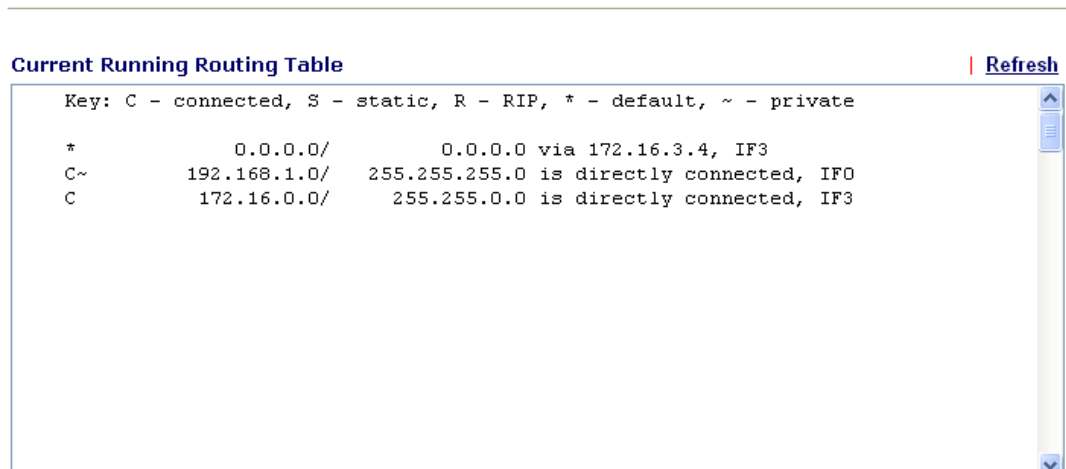 Current Running Routing Table | Refresh
Key: C - connected, S - static, R - RIP, * - default, ~ - private
* 0.0.0.0/ 0.0.0.0 via 172.16.3.4, IF3
C~ 192.168.1.0/ 255.255.255.0 is directly connected, IF0
C 172.16.0.0/ 255.255.0.0 is directly connected, IF3